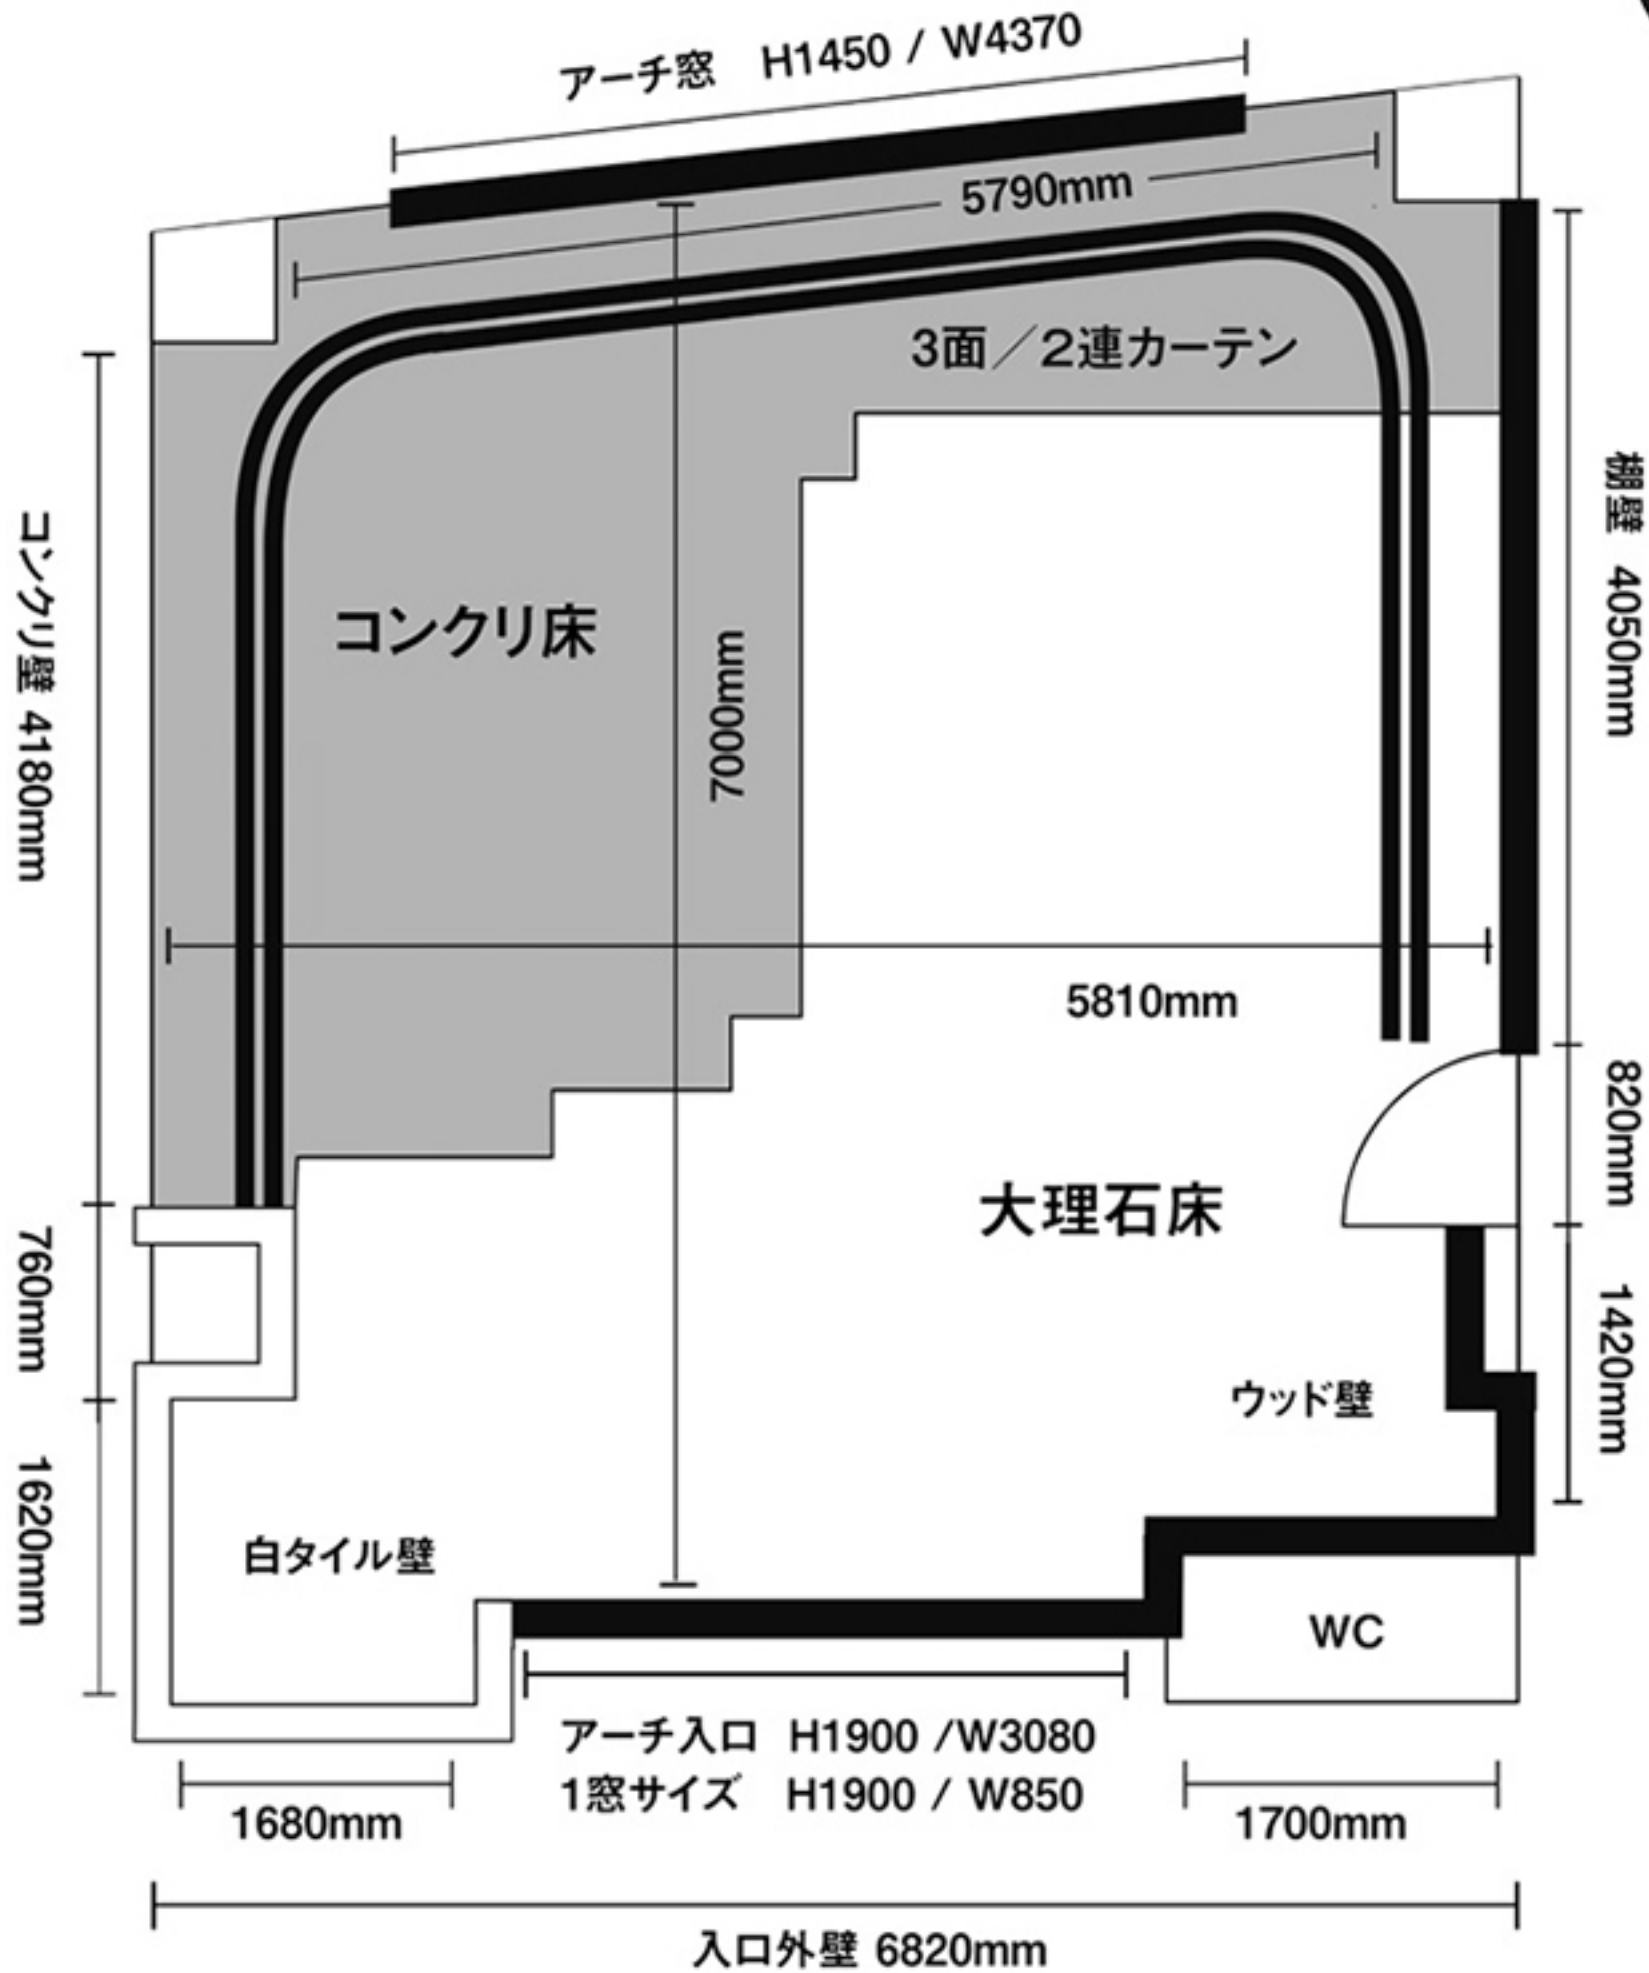 アーチ窓　H1450 / W4370
5790mm
3面／2連カーテン
コンクリ壁 4180mm
コンクリ床
7000mm
棚壁 4050mm
5810mm
820mm
大理石床
760mm
1420mm
ウッド壁
1620mm
白タイル壁
WC
アーチ入口　H1900 /W3080
1窓サイズ　H1900 / W850
1680mm
1700mm
入口外壁 6820mm